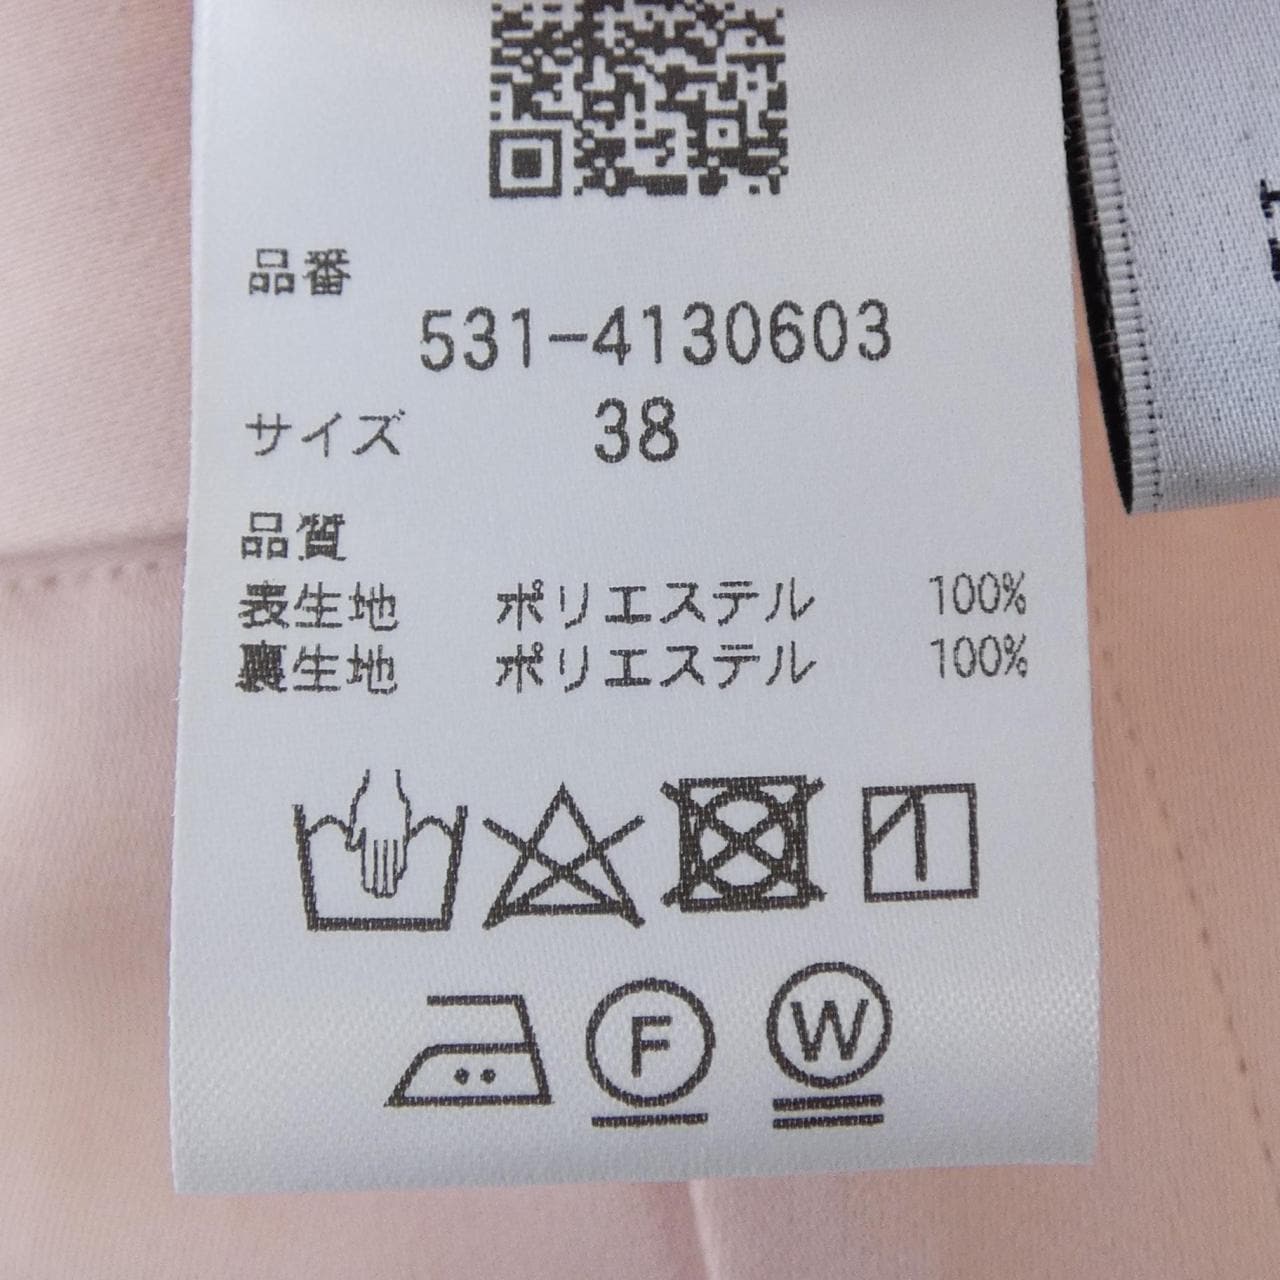 品番
531-4130603
サイズ 38
品質
表生地 ポリエステル 100%
裏生地 ポリエステル 100%
F
W